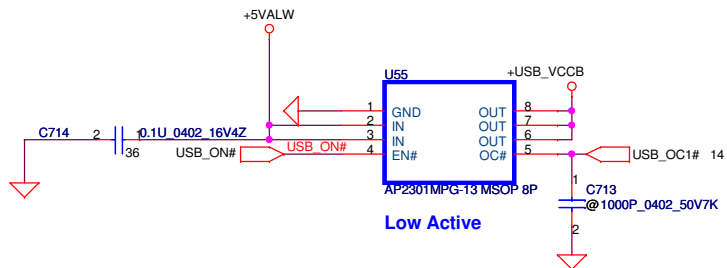 +5VALW
U55
+USB_VCCB
1 GND OUT 8
2 IN OUT 7
3 IN OUT 6
4 EN# OC# 5
C714 2 1 0.1U_0402_16V4Z
36
USB_ON# USB_ON#
USB_OC1# 14
AP2301MPG-13 MSOP 8P
Low Active
1
C713
@1000P_0402_50V7K
2